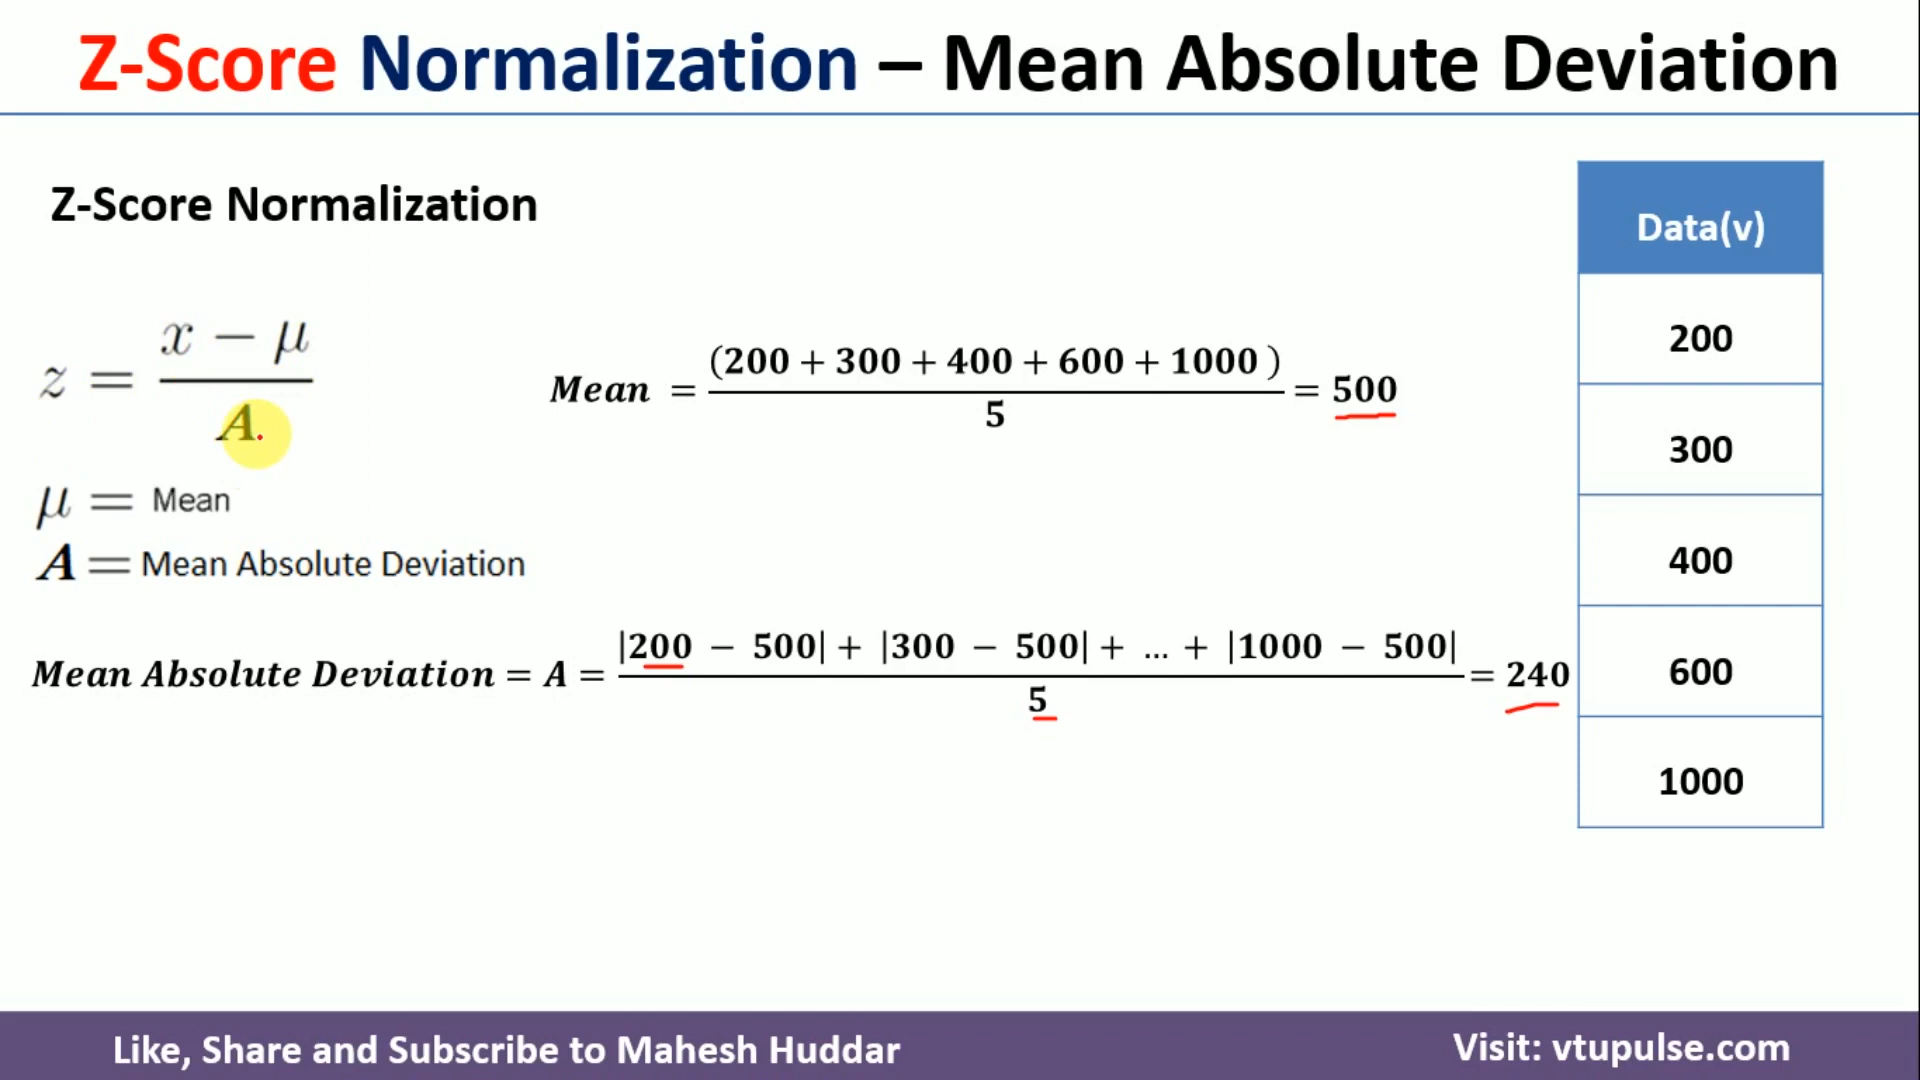 Z-Score Normalization – Mean Absolute Deviation
Z-Score Normalization
z = x − μ / A
μ = Mean
A = Mean Absolute Deviation
Mean = (200 + 300 + 400 + 600 + 1000 ) / 5 = 500
Mean Absolute Deviation = A = |200 − 500| + |300 − 500| + ... + |1000 − 500| / 5 = 240
Data(v)
200
300
400
600
1000
Like, Share and Subscribe to Mahesh Huddar
Visit: vtupulse.com